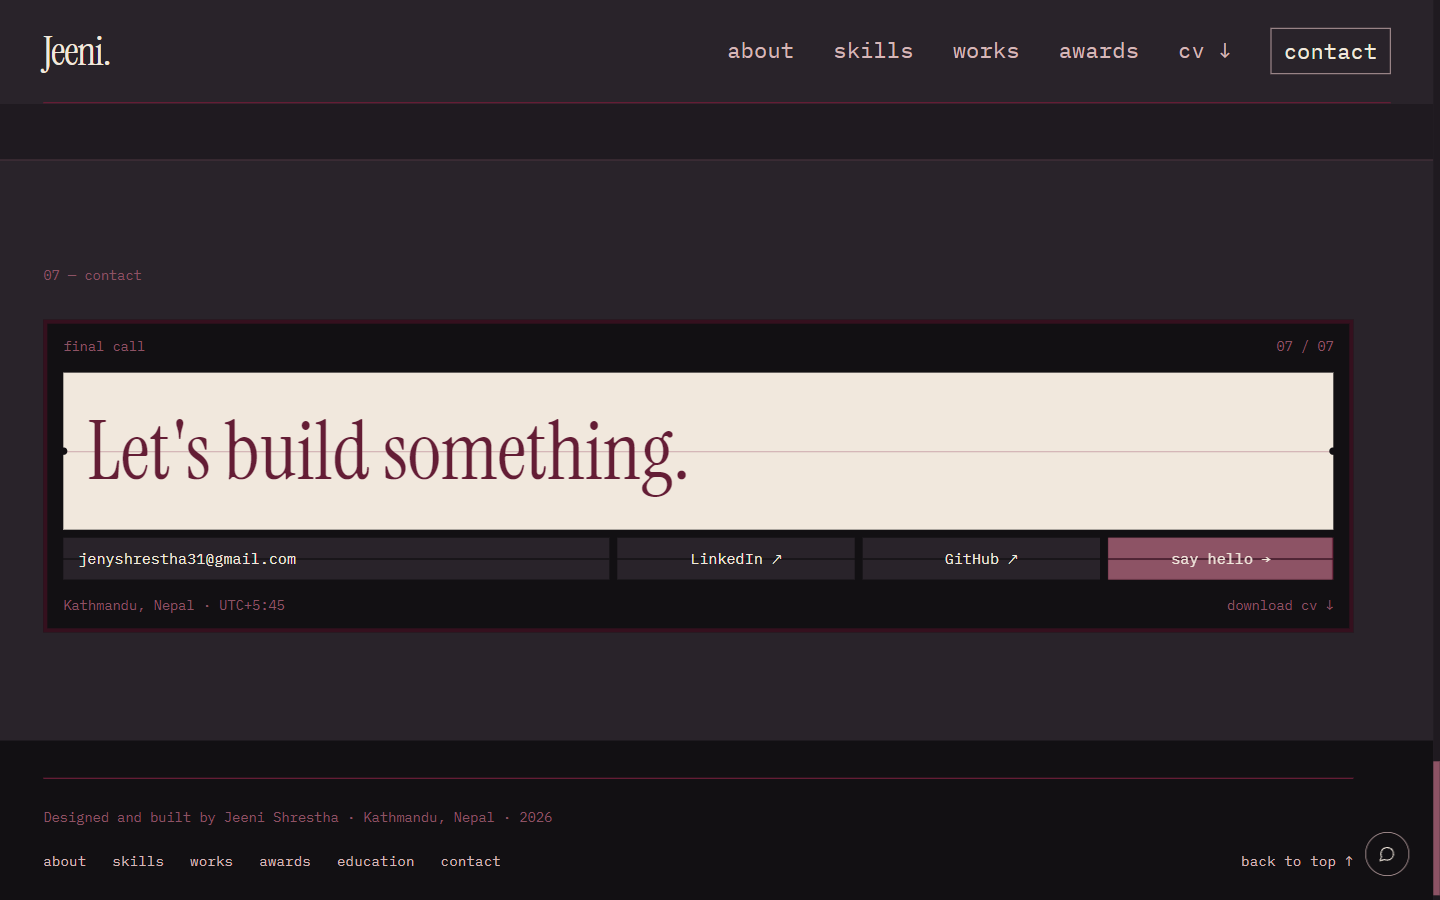 Jeeni.
about skills works awards cv ↓ contact
07 — contact
final call 07 / 07
Let's build something.
jenyshrestha31@gmail.com LinkedIn ↗ GitHub ↗ say hello →
Kathmandu, Nepal · UTC+5:45 download cv ↓
Designed and built by Jeeni Shrestha · Kathmandu, Nepal · 2026
about skills works awards education contact back to top ↑